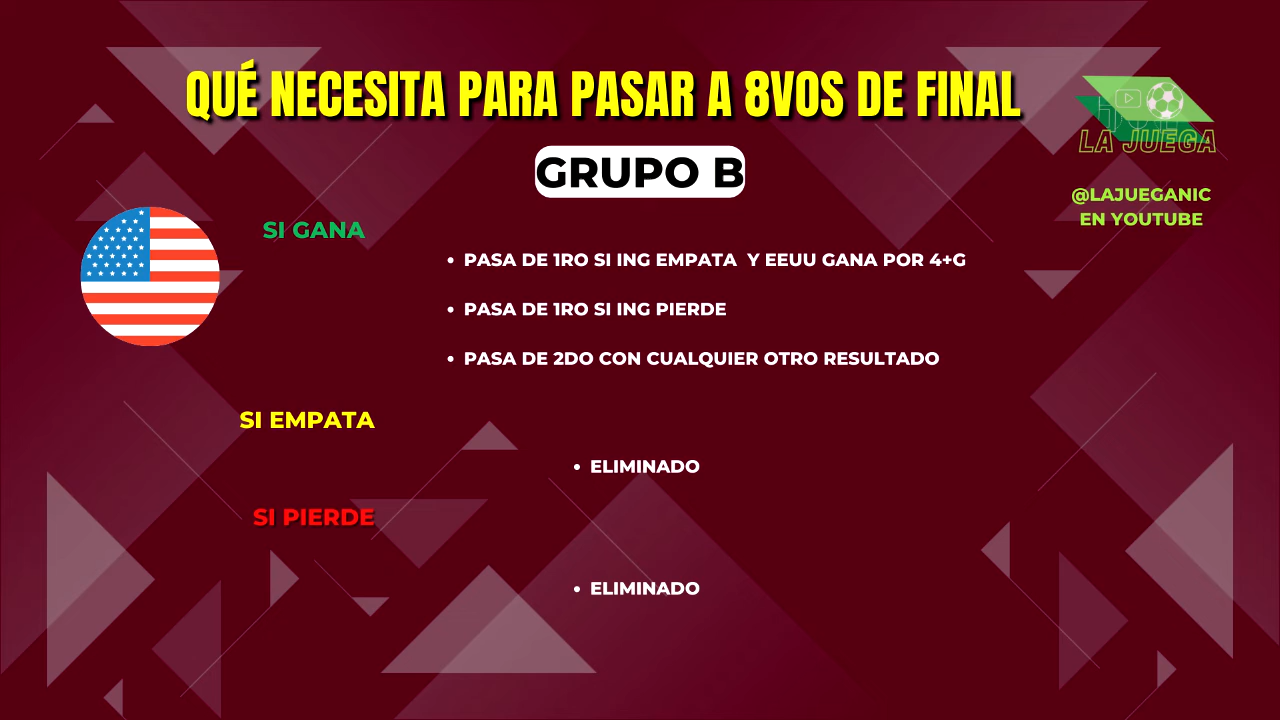 QUÉ NECESITA PARA PASAR A 8VOS DE FINAL
LA JUEGA
GRUPO B
@LAJUEGANIC
EN YOUTUBE
SI GANA
• PASA DE 1RO SI ING EMPATA Y EEUU GANA POR 4+G
• PASA DE 1RO SI ING PIERDE
• PASA DE 2DO CON CUALQUIER OTRO RESULTADO
SI EMPATA
• ELIMINADO
SI PIERDE
• ELIMINADO